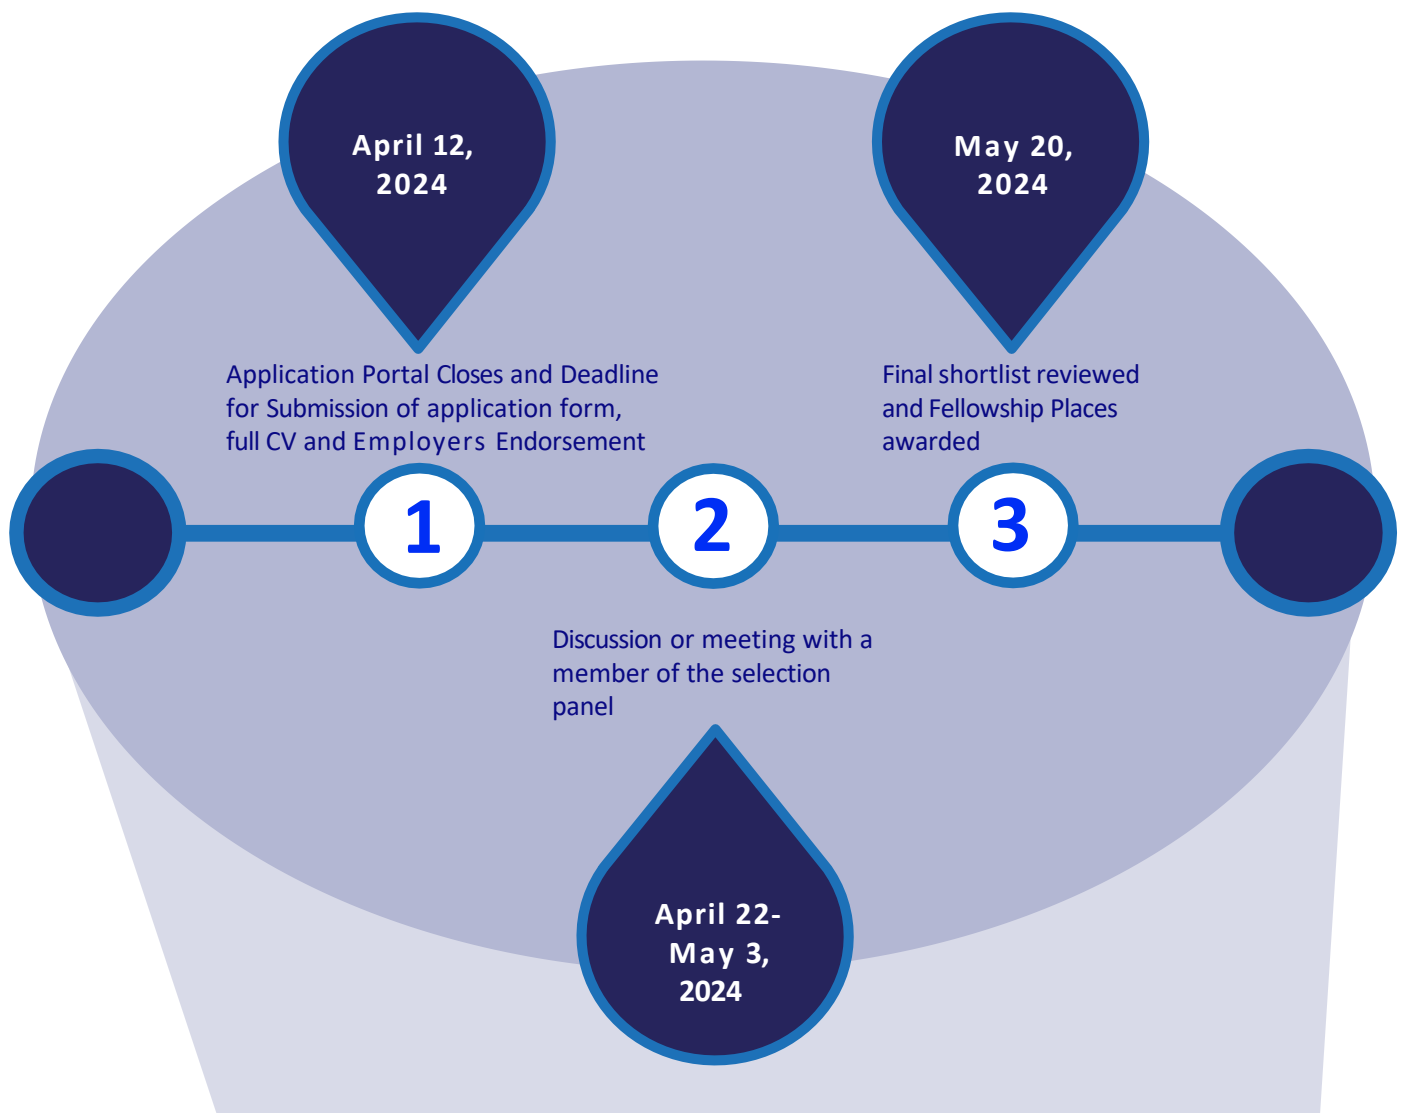 April 12,
2024
May 20,
2024
Application Portal Closes and Deadline
for Submission of application form,
full CV and Employers Endorsement
Final shortlist reviewed
and Fellowship Places
awarded
1
2
3
Discussion or meeting with a
member of the selection
panel
April 22-
May 3,
2024